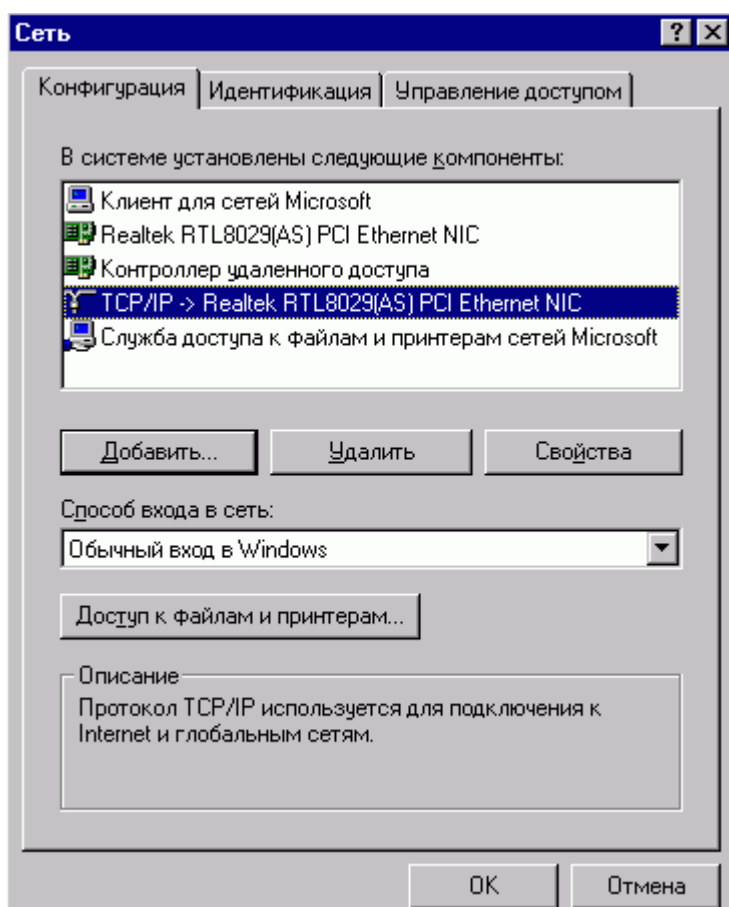 Сеть
Конфигурация Идентификация Управление доступом
В системе установлены следующие компоненты:
Клиент для сетей Microsoft
Realtek RTL8029(AS) PCI Ethernet NIC
Контроллер удаленного доступа
TCP/IP -> Realtek RTL8029(AS) PCI Ethernet NIC
Служба доступа к файлам и принтерам сетей Microsoft
Добавить... Удалить Свойства
Способ входа в сеть:
Обычный вход в Windows
Доступ к файлам и принтерам...
Описание
Протокол TCP/IP используется для подключения к
Internet и глобальным сетям.
OK Отмена